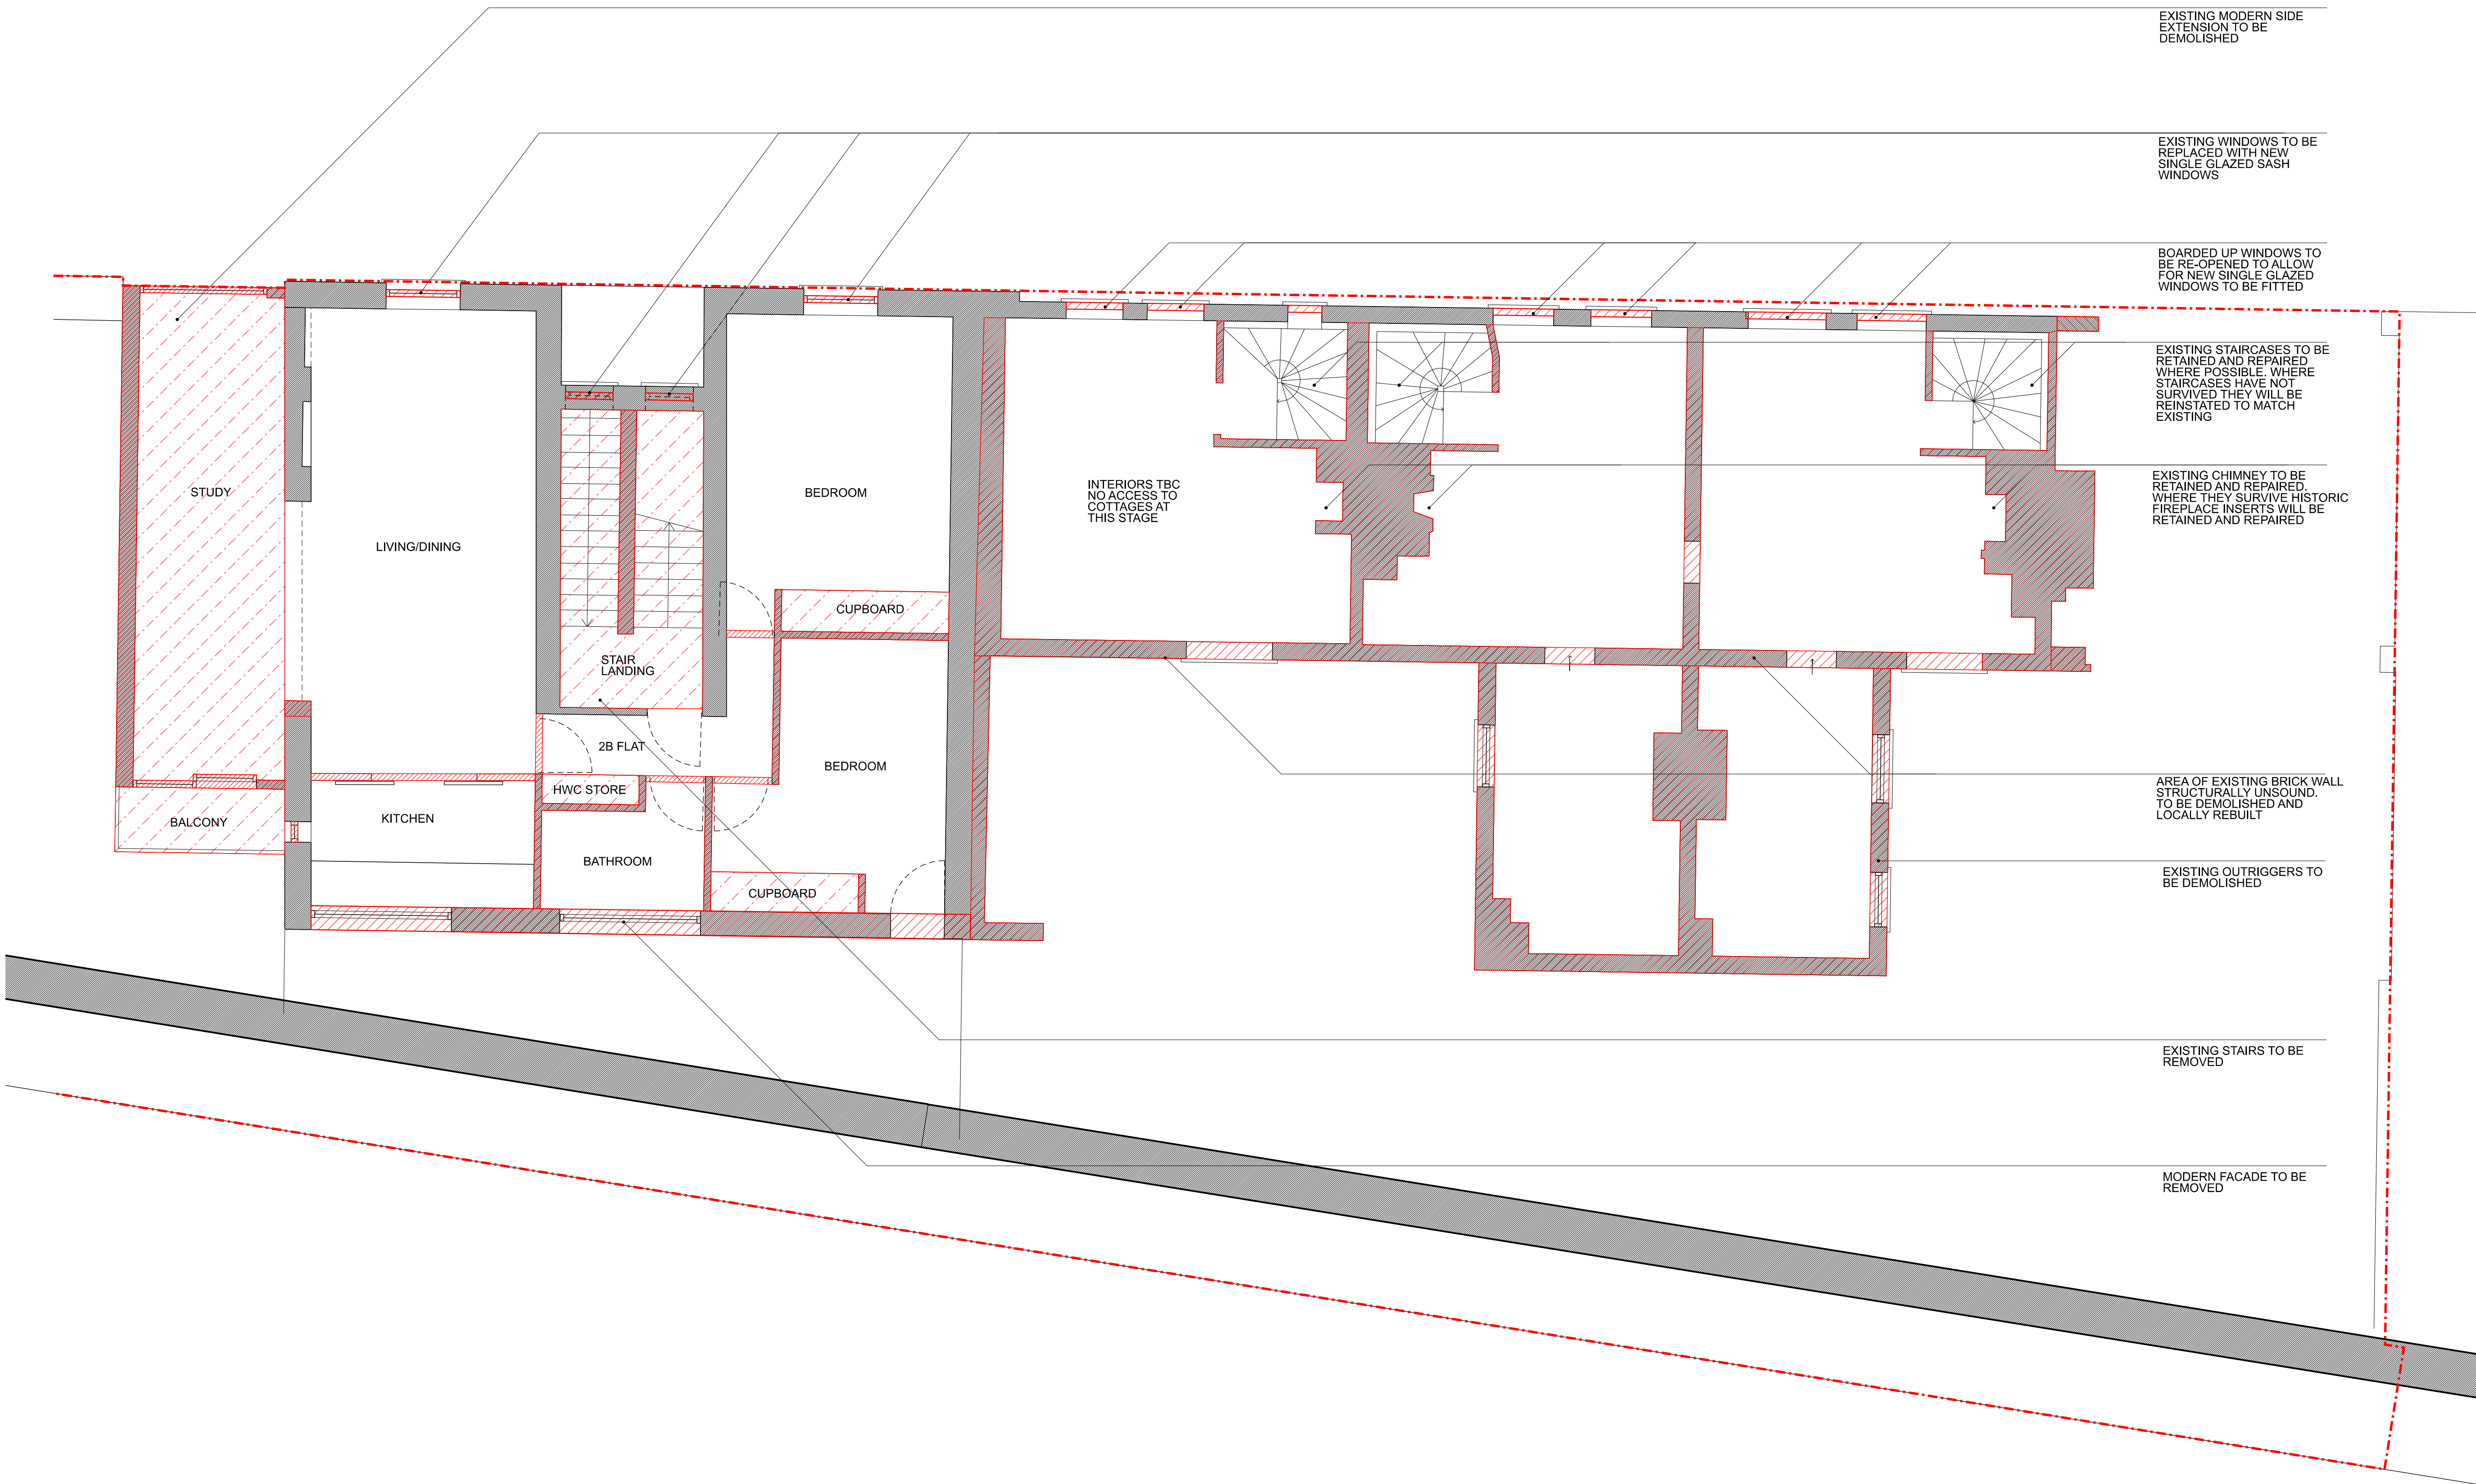 EXISTING MODERN SIDE
EXTENSION TO BE
DEMOLISHED
EXISTING WINDOWS TO BE
REPLACED WITH NEW
SINGLE GLAZED SASH
WINDOWS
BOARDED UP WINDOWS TO
BE RE-OPENED TO ALLOW
FOR NEW SINGLE GLAZED
WINDOWS TO BE FITTED
EXISTING STAIRCASES TO BE
RETAINED AND REPAIRED
WHERE POSSIBLE. WHERE
STAIRCASES HAVE NOT
SURVIVED THEY WILL BE
REINSTATED TO MATCH
EXISTING
EXISTING CHIMNEY TO BE
RETAINED AND REPAIRED.
WHERE THEY SURVIVE HISTORIC
FIREPLACE INSERTS WILL BE
RETAINED AND REPAIRED
STUDY
LIVING/DINING
BEDROOM
INTERIORS TBC
NO ACCESS TO
COTTAGES AT
THIS STAGE
CUPBOARD
STAIR
LANDING
2B FLAT
BEDROOM
HWC STORE
BALCONY
KITCHEN
BATHROOM
CUPBOARD
AREA OF EXISTING BRICK WALL
STRUCTURALLY UNSOUND.
TO BE DEMOLISHED AND
LOCALLY REBUILT
EXISTING OUTRIGGERS TO
BE DEMOLISHED
EXISTING STAIRS TO BE
REMOVED
MODERN FACADE TO BE
REMOVED